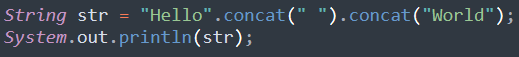 String str = "Hello".concat(" ").concat("World");
System.out.println(str);